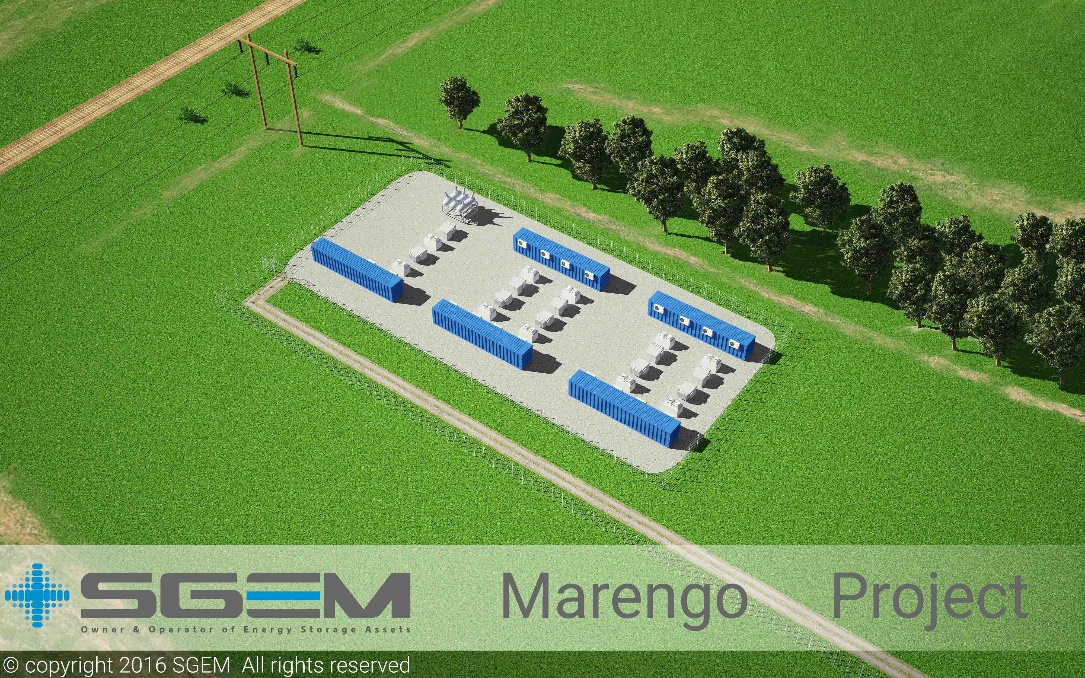 SGEM
Owner & Operator of Energy Storage Assets
Marengo Project
© copyright 2016 SGEM All rights reserved